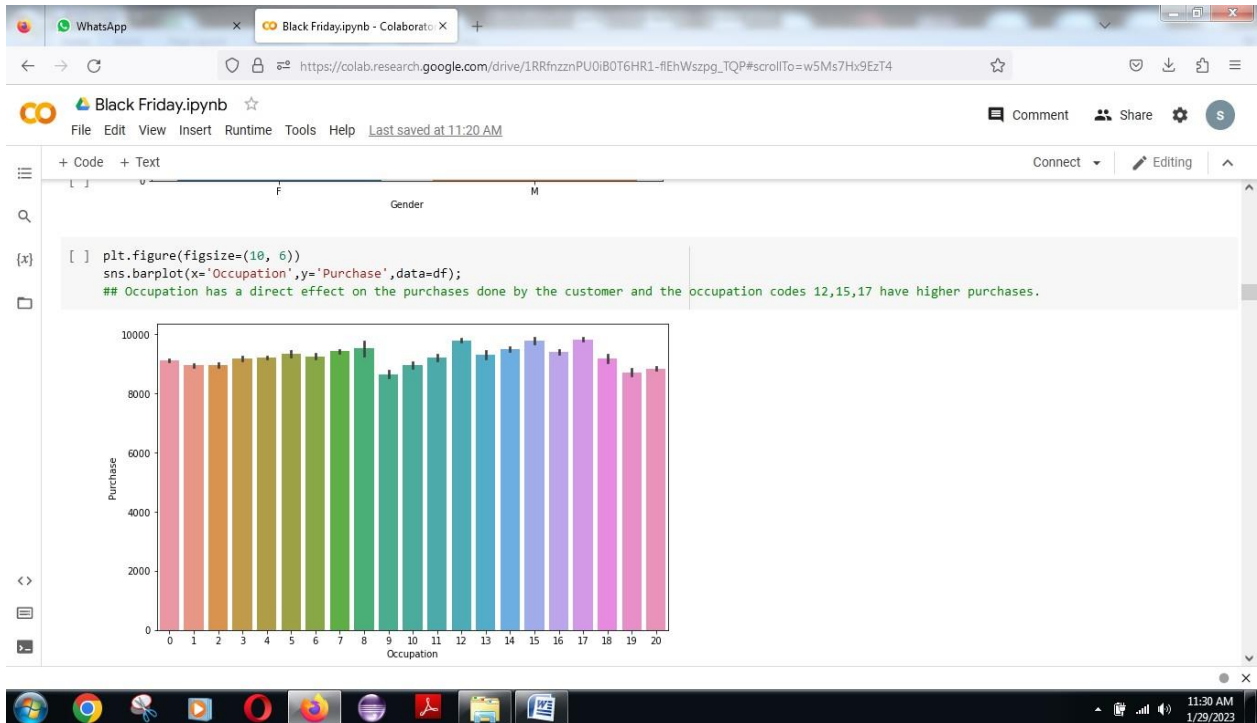 WhatsApp
Black Friday.ipynb - Colaborato
https://colab.research.google.com/drive/1RRfnzznPU0iB0T6HR1-flEhWszpg_TQP#scrollTo=w5Ms7Hx9EzT4
Black Friday.ipynb
File Edit View Insert Runtime Tools Help Last saved at 11:20 AM
Comment Share S
+ Code + Text
Connect Editing
[ ] 0
F M
Gender
{x}
[ ] plt.figure(figsize=(10, 6))
sns.barplot(x='Occupation',y='Purchase',data=df);
## Occupation has a direct effect on the purchases done by the customer and the occupation codes 12,15,17 have higher purchases.
10000
8000
6000
4000
2000
0
Purchase
0 1 2 3 4 5 6 7 8 9 10 11 12 13 14 15 16 17 18 19 20
Occupation
11:30 AM
1/29/2023